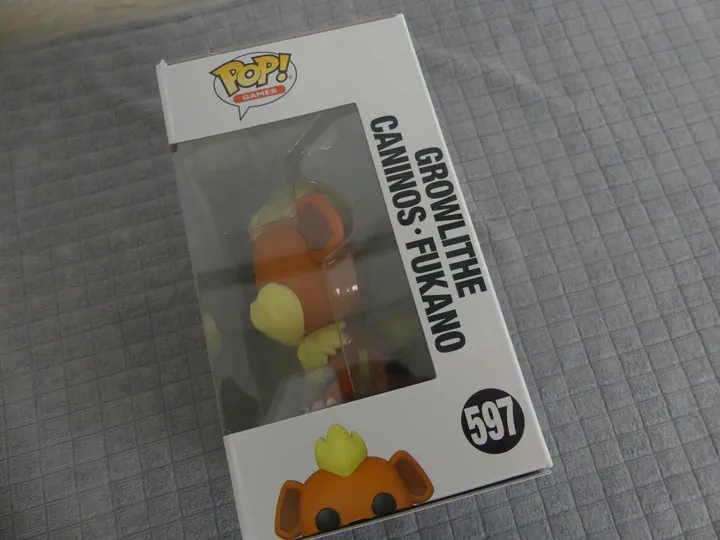 POP!
GAMES
GROWLITHE
CANINOS · FUKANO
597